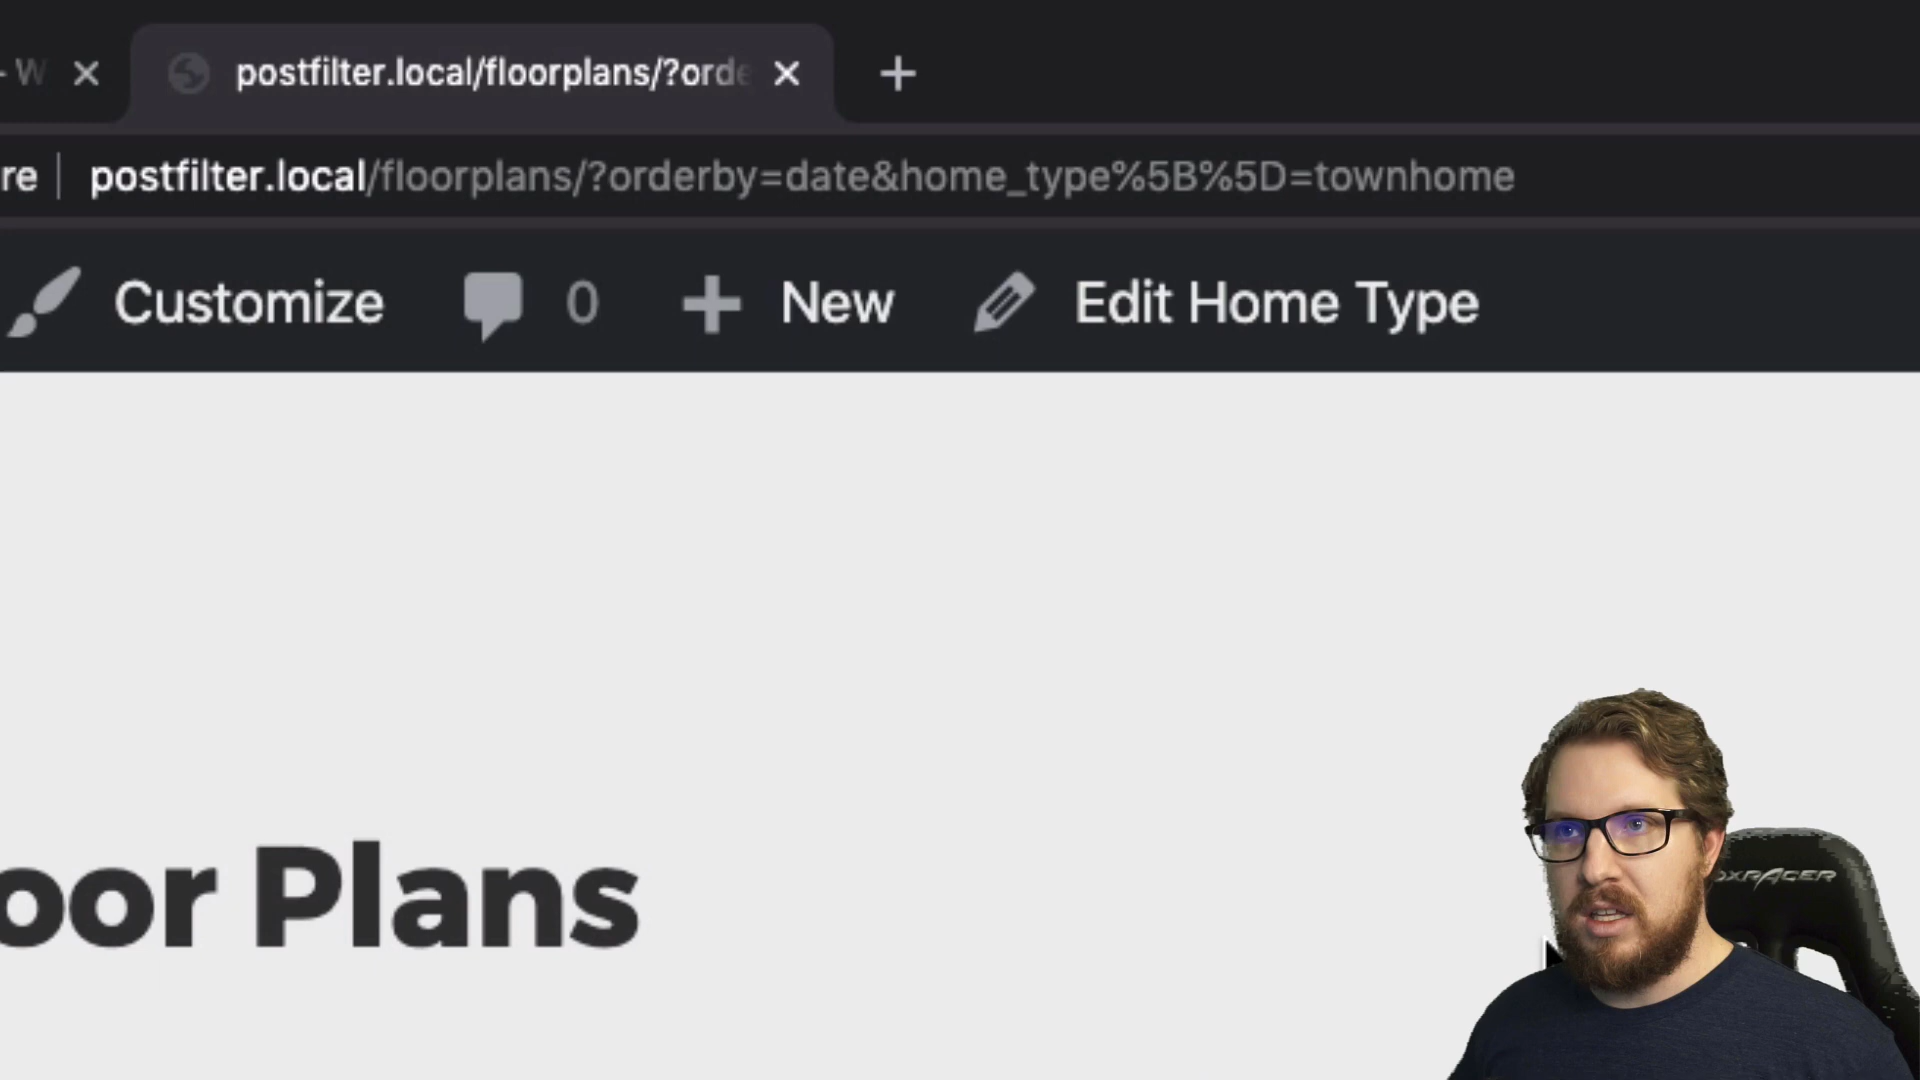 - W
postfilter.local/floorplans/?orde
re
postfilter.local/floorplans/?orderby=date&home_type%5B%5D=townhome
Customize
0
New
Edit Home Type
oor Plans
DXRACER